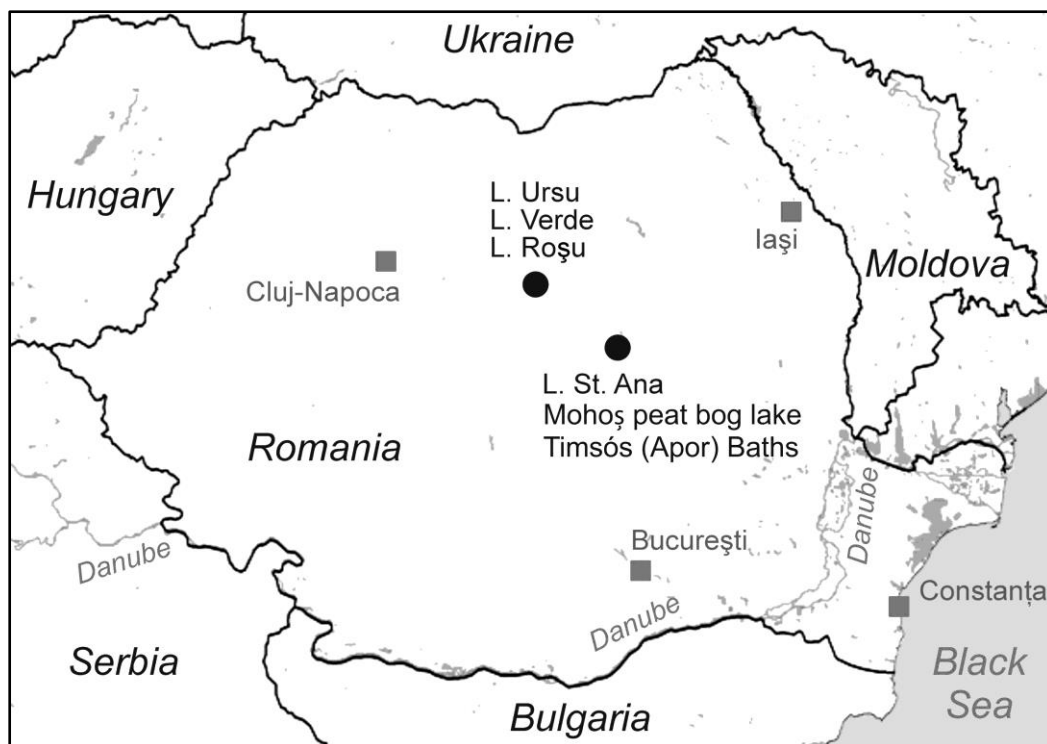 Ukraine
Hungary
L. Ursu
L. Verde
L. Roşu
Iaşi
Cluj-Napoca
Moldova
L. St. Ana
Mohoş peat bog lake
Timsós (Apor) Baths
Romania
Danube
Danube
Bucureşti
Danube
Constanța
Serbia
Black
Sea
Bulgaria